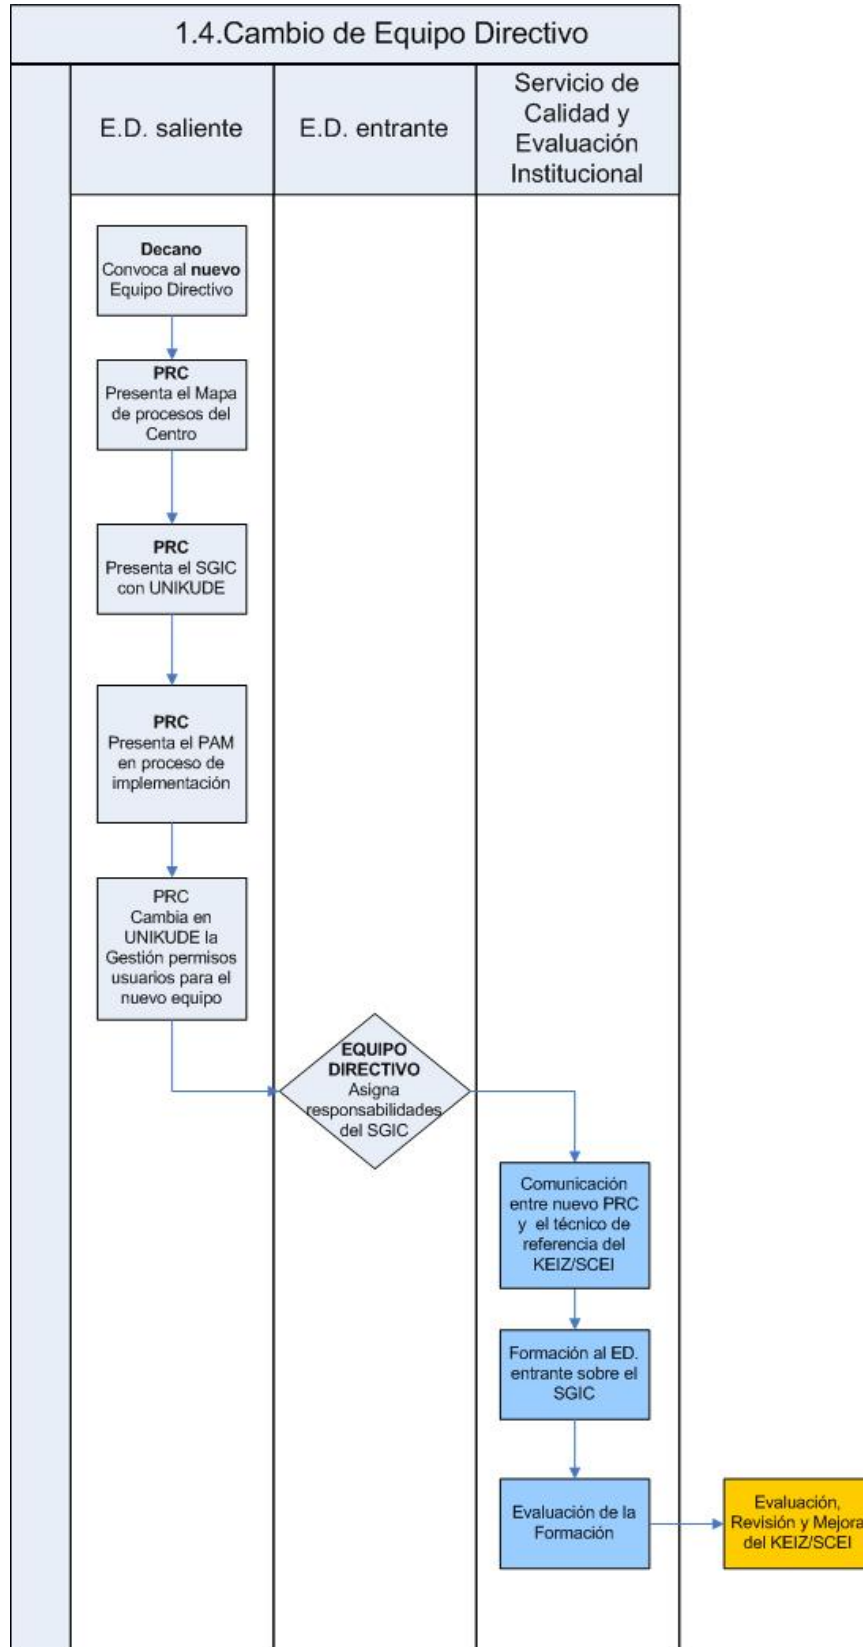 1.4.Cambio de Equipo Directivo
E.D. saliente
E.D. entrante
Servicio de
Calidad y
Evaluación
Institucional
Decano
Convoca al nuevo
Equipo Directivo
PRC
Presenta el Mapa
de procesos del
Centro
PRC
Presenta el SGIC
con UNIKUDE
PRC
Presenta el PAM
en proceso de
implementación
PRC
Cambia en
UNIKUDE la
Gestión permisos
usuarios para el
nuevo equipo
EQUIPO
DIRECTIVO
Asigna
responsabilidades
del SGIC
Comunicación
entre nuevo PRC
y el técnico de
referencia del
KEIZ/SCEI
Formación al ED.
entrante sobre el
SGIC
Evaluación de la
Formación
Evaluación,
Revisión y Mejora
del KEIZ/SCEI